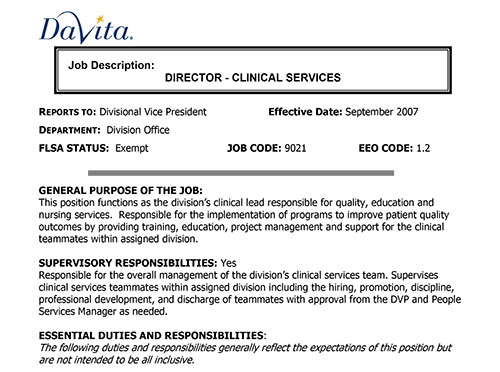 DaVita.
Job Description:
DIRECTOR - CLINICAL SERVICES
REPORTS TO: Divisional Vice President Effective Date: September 2007
DEPARTMENT: Division Office
FLSA STATUS: Exempt JOB CODE: 9021 EEO CODE: 1.2
GENERAL PURPOSE OF THE JOB:
This position functions as the division's clinical lead responsible for quality, education and
nursing services. Responsible for the implementation of programs to improve patient quality
outcomes by providing training, education, project management and support for the clinical
teammates within assigned division.
SUPERVISORY RESPONSIBILITIES: Yes
Responsible for the overall management of the division's clinical services team. Supervises
clinical services teammates within assigned division including the hiring, promotion, discipline,
professional development, and discharge of teammates with approval from the DVP and People
Services Manager as needed.
ESSENTIAL DUTIES AND RESPONSIBILITIES:
The following duties and responsibilities generally reflect the expectations of this position but
are not intended to be all inclusive.